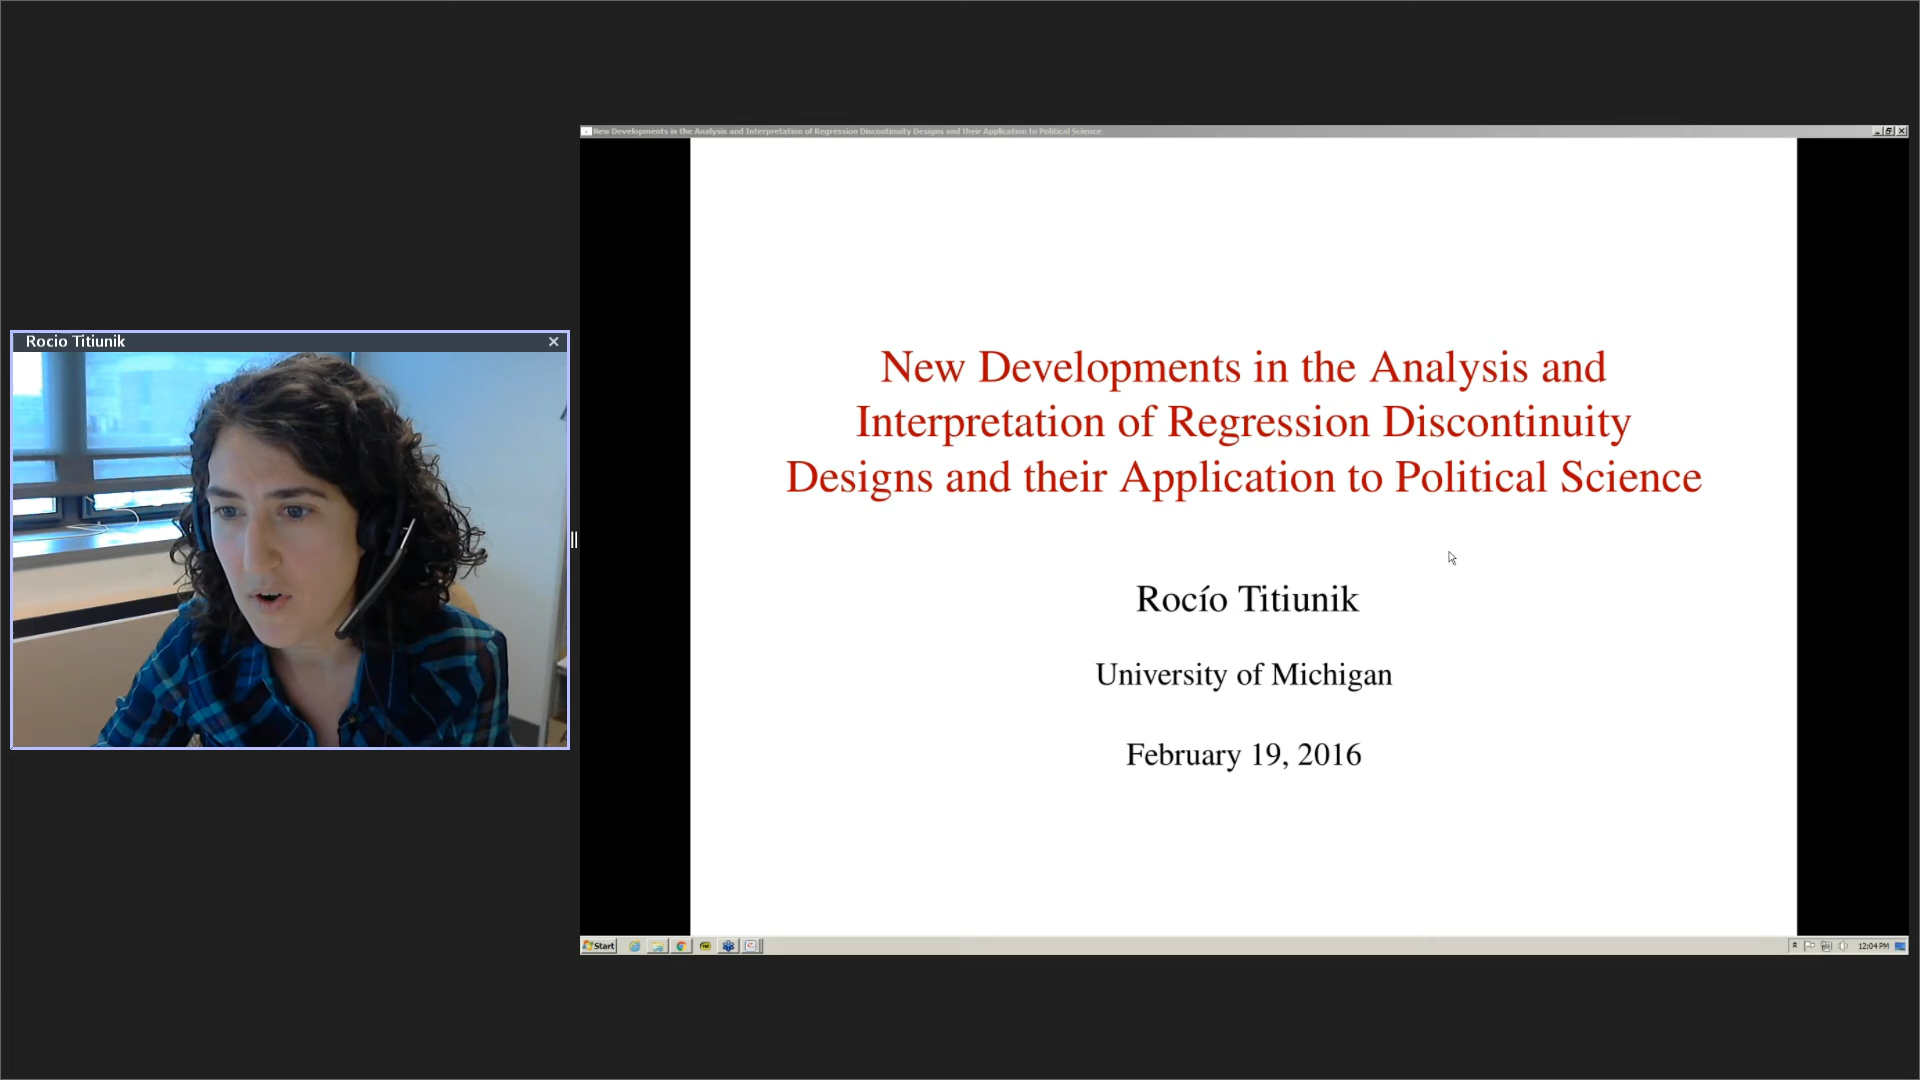 New Developments in the Analysis and Interpretation of Regression Discontinuity Designs and their Application to Political Science
Rocio Titiunik
New Developments in the Analysis and
Interpretation of Regression Discontinuity
Designs and their Application to Political Science
Rocío Titiunik
University of Michigan
February 19, 2016
Start
12:04 PM